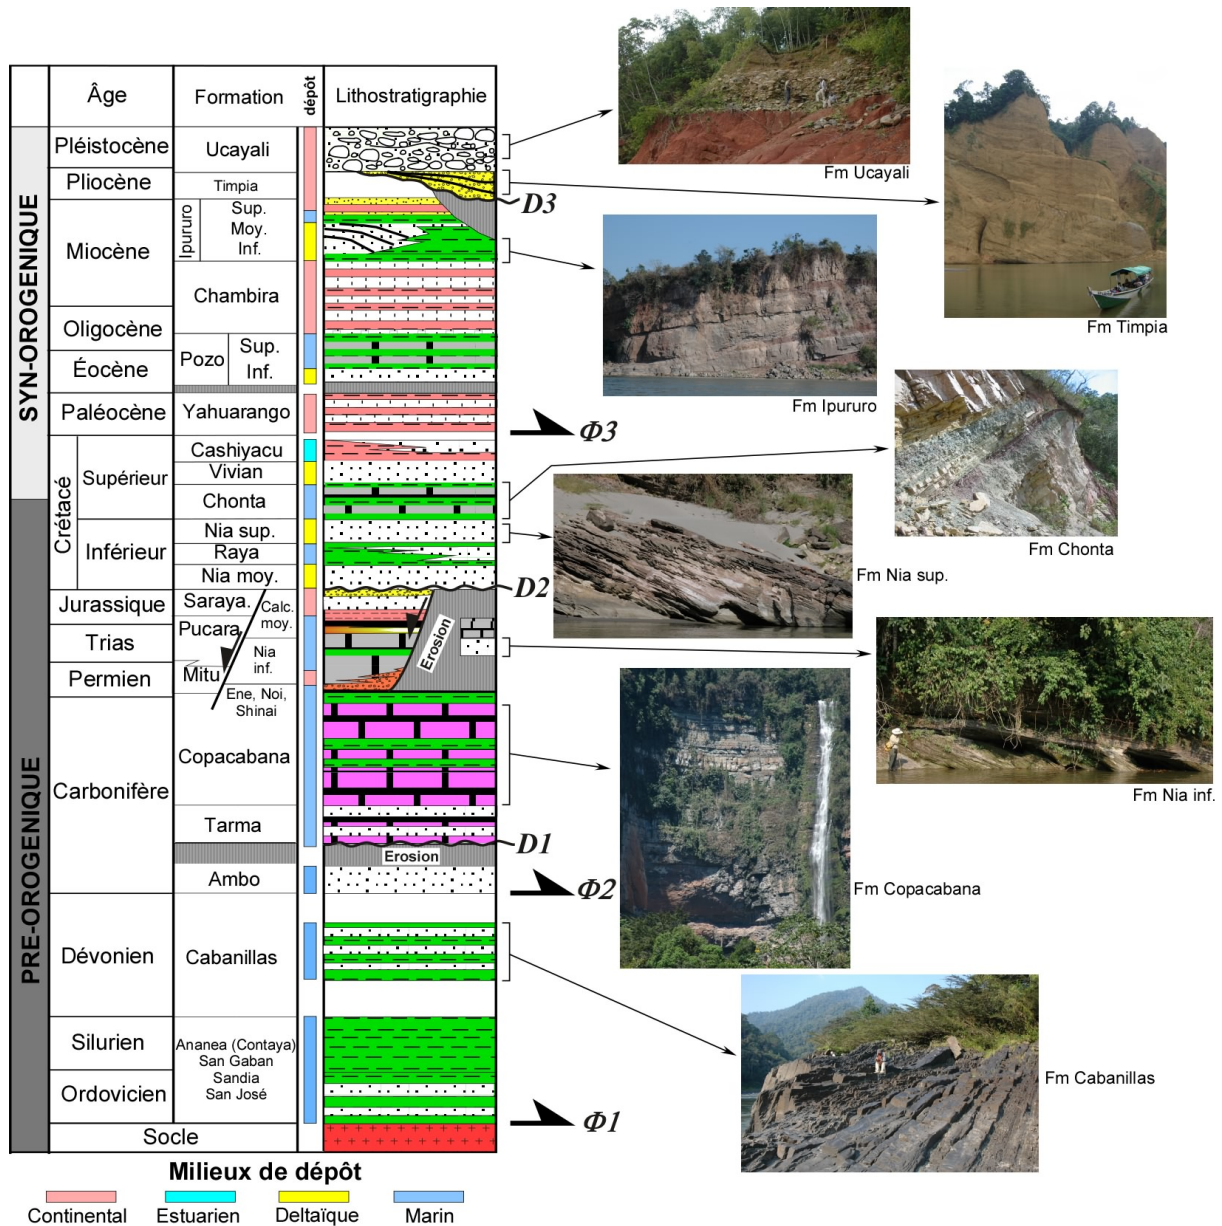 Âge
Formation
dépôt
Lithostratigraphie
SYN-OROGENIQUE
PRE-OROGENIQUE
Pléistocène
Ucayali
Pliocène
Timpia
D3
Miocène
Ipururo
Sup.
Moy.
Inf.
Chambira
Oligocène
Éocène
Pozo
Sup.
Inf.
Paléocène
Yahuarango
Φ3
Crétacé
Supérieur
Cashiyacu
Vivian
Chonta
Inférieur
Nia sup.
Raya
Nia moy.
D2
Jurassique
Saraya.
Calc.
moy.
Pucara
Trias
Nia
inf.
Mitu
Permien
Erosion
Ene, Noi,
Shinai
Carbonifère
Copacabana
Tarma
D1
Erosion
Ambo
Φ2
Dévonien
Cabanillas
Silurien
Ananea (Contaya)
San Gaban
Sandia
San José
Ordovicien
Φ1
Socle
Fm Ucayali
Fm Timpia
Fm Ipururo
Fm Chonta
Fm Nia sup.
Fm Nia inf.
Fm Copacabana
Fm Cabanillas
Milieux de dépôt
Continental
Estuarien
Deltaïque
Marin